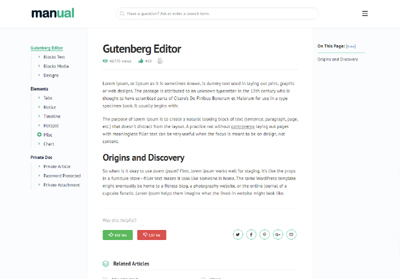 manual
Have a question? Ask or enter a search term.
Gutenberg Editor
Blocks Text
Blocks Media
Designs
Elements
Tabs
Notice
Timeline
Hotspot
Misc
Chart
Private Doc
Private Article
Password Protected
Private Attachment
Gutenberg Editor
Lorem ipsum, or lipsum as it is sometimes known, is dummy text used in laying out print, graphic
or web designs. The passage is attributed to an unknown typesetter in the 15th century who is
thought to have scrambled parts of Cicero's De Finibus Bonorum et Malorum for use in a type
specimen book. It usually begins with:
The purpose of lorem ipsum is to create a natural looking block of text (sentence, paragraph, page,
etc.) that doesn't distract from the layout. A practice not without controversy, laying out pages
with meaningless filler text can be very useful when the focus is meant to be on design, not
content.
Origins and Discovery
So when is it okay to use lorem ipsum? First, lorem ipsum works well for staging. It's like the props
in a furniture store - filler text makes it look like someone is home. The same WordPress template
might eventually be home to a fitness blog, a photography website, or the online journal of a
cupcake fanatic. Lorem ipsum helps them imagine what the lived-in website might look like.
Was this helpful?
Related Articles
On This Page:
Origins and Discovery